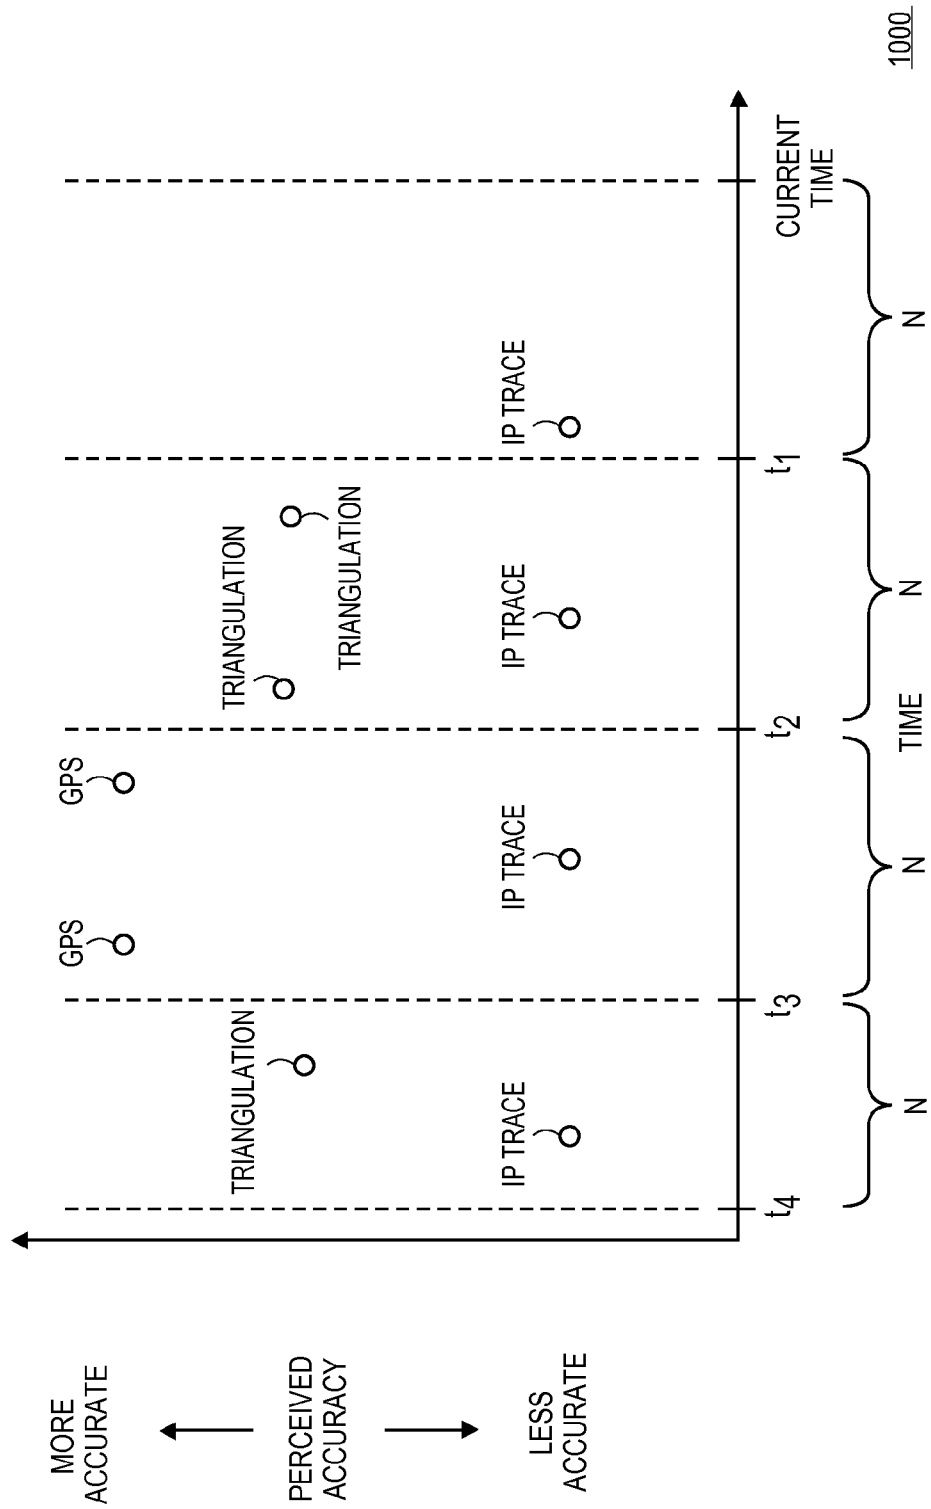 1000
MORE
ACCURATE
PERCEIVED
ACCURACY
LESS
ACCURATE
GPS
GPS
TRIANGULATION
TRIANGULATION
TRIANGULATION
IP TRACE
IP TRACE
IP TRACE
IP TRACE
t4
t3
t2
t1
CURRENT
TIME
N
N
N
N
TIME